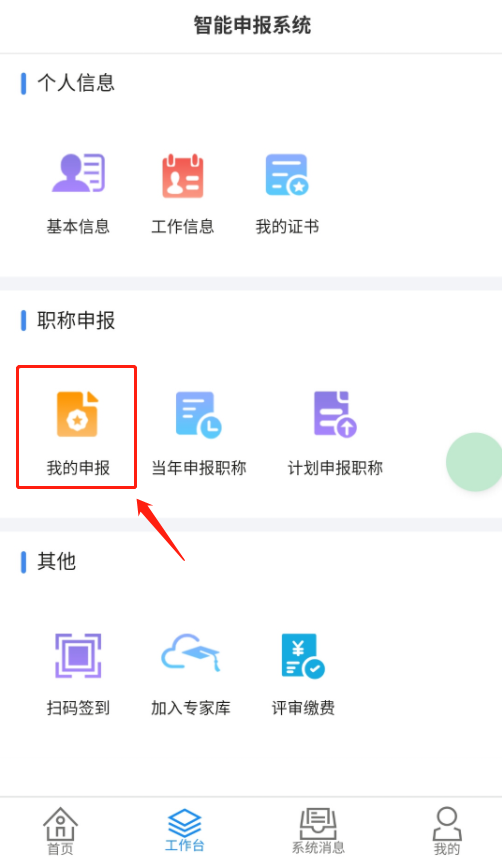 智能申报系统
个人信息
基本信息 工作信息 我的证书
职称申报
我的申报 当年申报职称 计划申报职称
其他
¥
扫码签到 加入专家库 评审缴费
首页 工作台 系统消息 我的